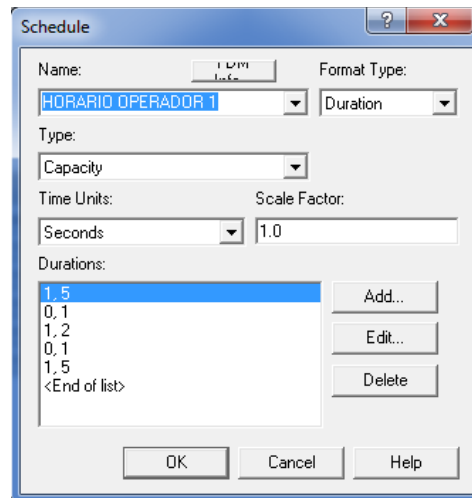 Schedule
Name:
Format Type:
HORARIO OPERADOR 1
Duration
Type:
Capacity
Time Units:
Scale Factor:
Seconds
1.0
Durations:
1, 5
0, 1
1, 2
0, 1
1, 5
<End of list>
Add...
Edit...
Delete
OK
Cancel
Help